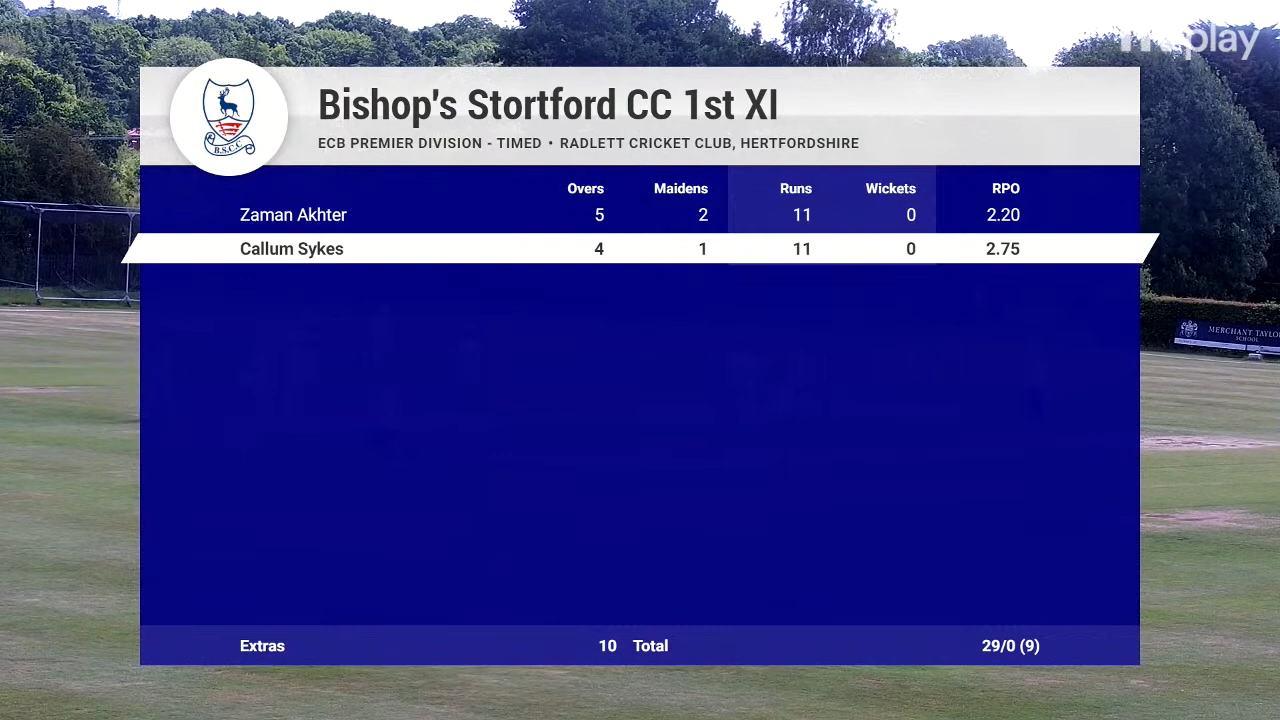 play
Bishop's Stortford CC 1st XI
ECB PREMIER DIVISION - TIMED • RADLETT CRICKET CLUB, HERTFORDSHIRE
B.S.C.C.
Overs Maidens Runs Wickets RPO
Zaman Akhter 5 2 11 0 2.20
Callum Sykes 4 1 11 0 2.75
MERCHANT TAYLO
SCHOOL
Extras 10 Total 29/0 (9)